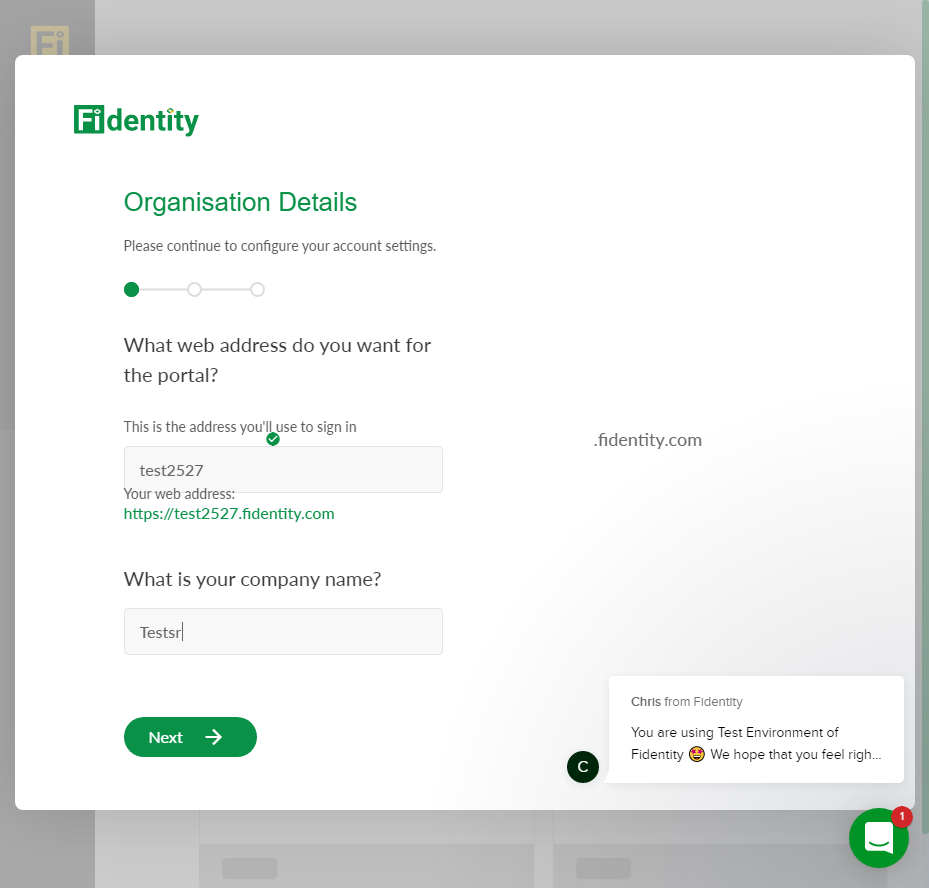 Fi
Fidentity
Organisation Details
Please continue to configure your account settings.
What web address do you want for
the portal?
This is the address you'll use to sign in
.fidentity.com
test2527
Your web address:
https://test2527.fidentity.com
What is your company name?
Testsr
Chris from Fidentity
You are using Test Environment of
Fidentity 🤩 We hope that you feel righ...
Next
C
1